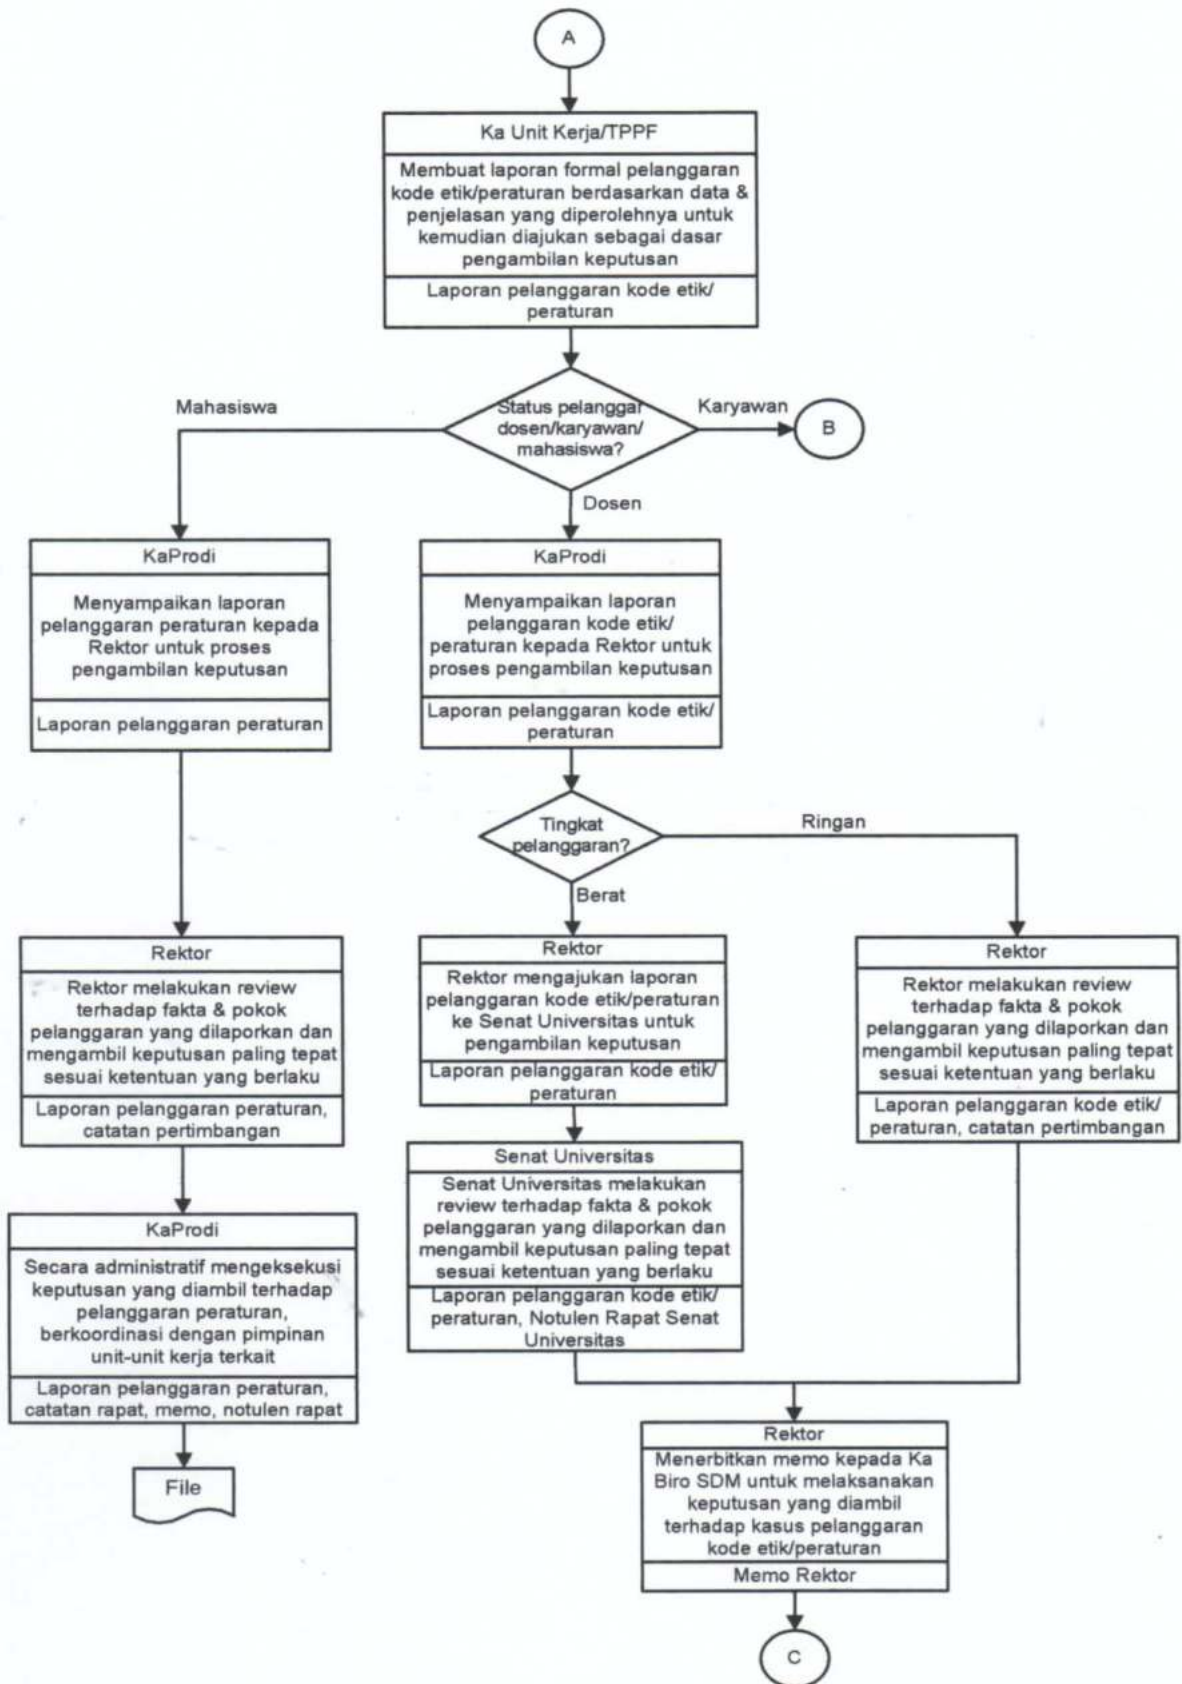 A
Ka Unit Kerja/TPPF
Membuat laporan formal pelanggaran
kode etik/peraturan berdasarkan data &
penjelasan yang diperolehnya untuk
kemudian diajukan sebagai dasar
pengambilan keputusan
Laporan pelanggaran kode etik/
peraturan
Status pelanggar
dosen/karyawan/
mahasiswa?
Mahasiswa
Karyawan
B
Dosen
KaProdi
Menyampaikan laporan
pelanggaran peraturan kepada
Rektor untuk proses
pengambilan keputusan
Laporan pelanggaran peraturan
KaProdi
Menyampaikan laporan
pelanggaran kode etik/
peraturan kepada Rektor untuk
proses pengambilan keputusan
Laporan pelanggaran kode etik/
peraturan
Tingkat
pelanggaran?
Ringan
Berat
Rektor
Rektor melakukan review
terhadap fakta & pokok
pelanggaran yang dilaporkan dan
mengambil keputusan paling tepat
sesuai ketentuan yang berlaku
Laporan pelanggaran peraturan,
catatan pertimbangan
Rektor
Rektor mengajukan laporan
pelanggaran kode etik/peraturan
ke Senat Universitas untuk
pengambilan keputusan
Laporan pelanggaran kode etik/
peraturan
Rektor
Rektor melakukan review
terhadap fakta & pokok
pelanggaran yang dilaporkan dan
mengambil keputusan paling tepat
sesuai ketentuan yang berlaku
Laporan pelanggaran kode etik/
peraturan, catatan pertimbangan
KaProdi
Secara administratif mengeksekusi
keputusan yang diambil terhadap
pelanggaran peraturan,
berkoordinasi dengan pimpinan
unit-unit kerja terkait
Laporan pelanggaran peraturan,
catatan rapat, memo, notulen rapat
File
Senat Universitas
Senat Universitas melakukan
review terhadap fakta & pokok
pelanggaran yang dilaporkan dan
mengambil keputusan paling tepat
sesuai ketentuan yang berlaku
Laporan pelanggaran kode etik/
peraturan, Notulen Rapat Senat
Universitas
Rektor
Menerbitkan memo kepada Ka
Biro SDM untuk melaksanakan
keputusan yang diambil
terhadap kasus pelanggaran
kode etik/peraturan
Memo Rektor
C